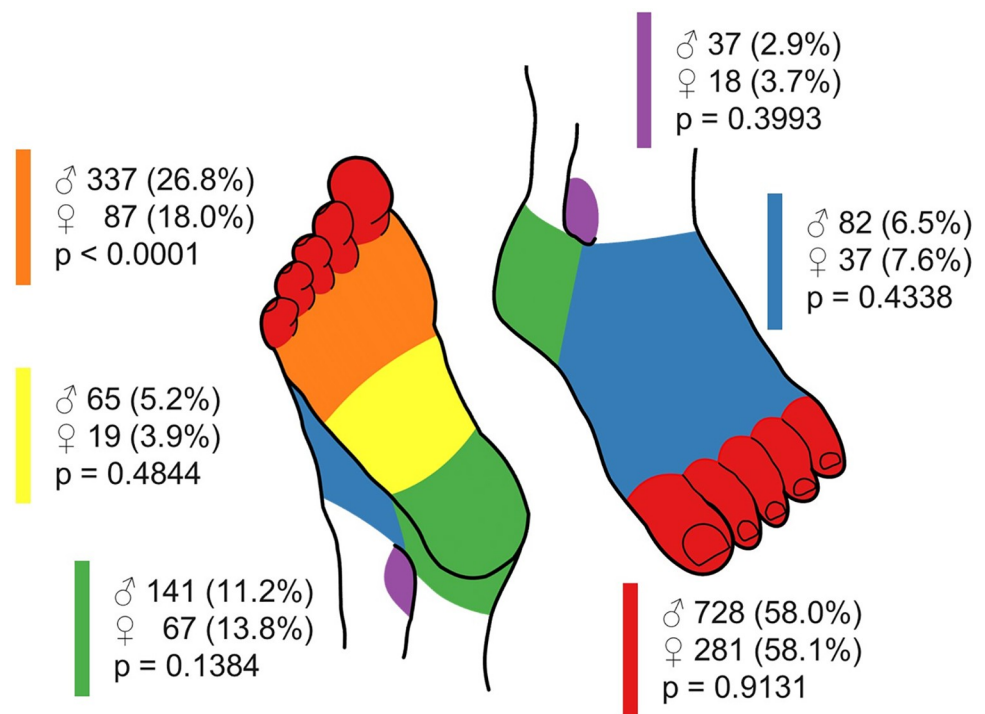 ♂ 37 (2.9%)
♀ 18 (3.7%)
p = 0.3993
♂ 337 (26.8%)
♀ 87 (18.0%)
p < 0.0001
♂ 82 (6.5%)
♀ 37 (7.6%)
p = 0.4338
♂ 65 (5.2%)
♀ 19 (3.9%)
p = 0.4844
♂ 141 (11.2%)
♀ 67 (13.8%)
p = 0.1384
♂ 728 (58.0%)
♀ 281 (58.1%)
p = 0.9131